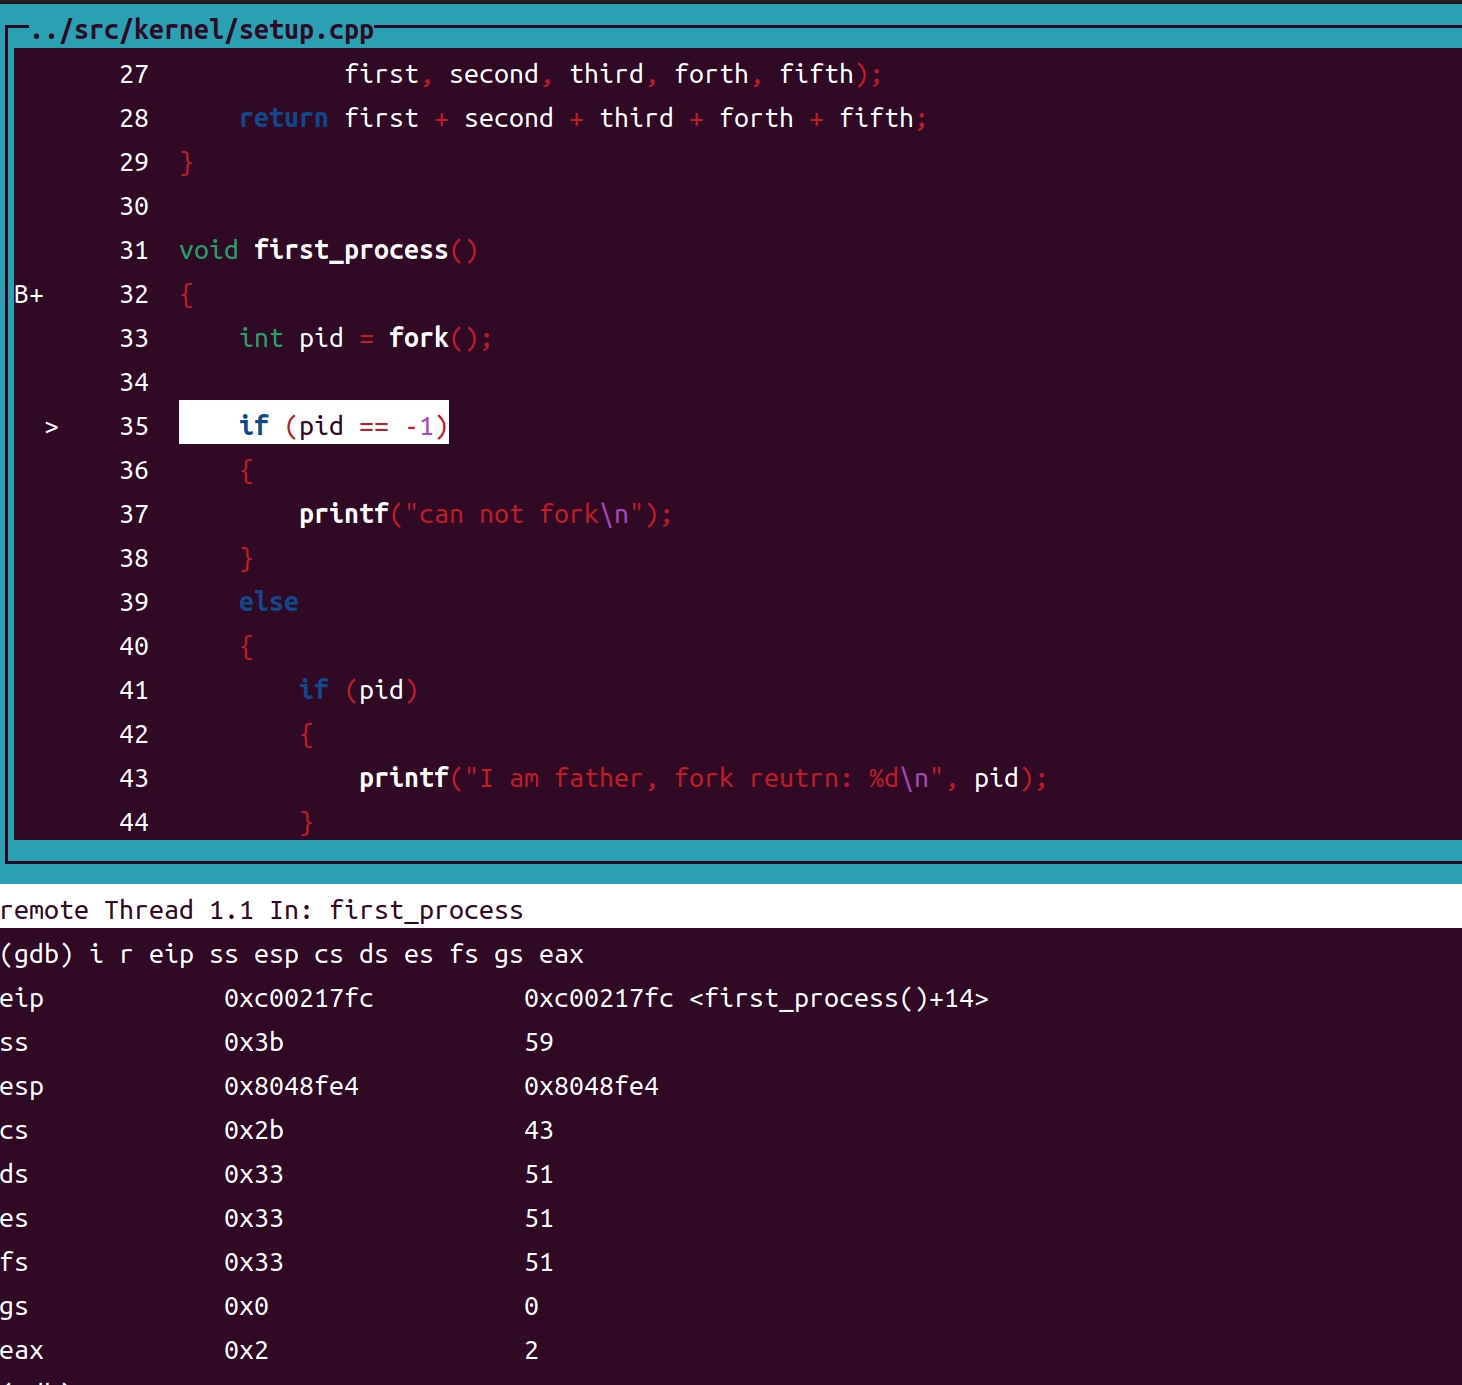 ../src/kernel/setup.cpp
27 first, second, third, forth, fifth);
28 return first + second + third + forth + fifth;
29 }
30
31 void first_process()
B+ 32 {
33 int pid = fork();
34
> 35 if (pid == -1)
36 {
37 printf("can not fork\n");
38 }
39 else
40 {
41 if (pid)
42 {
43 printf("I am father, fork reutrn: %d\n", pid);
44 }
remote Thread 1.1 In: first_process
(gdb) i r eip ss esp cs ds es fs gs eax
eip 0xc00217fc 0xc00217fc <first_process()+14>
ss 0x3b 59
esp 0x8048fe4 0x8048fe4
cs 0x2b 43
ds 0x33 51
es 0x33 51
fs 0x33 51
gs 0x0 0
eax 0x2 2